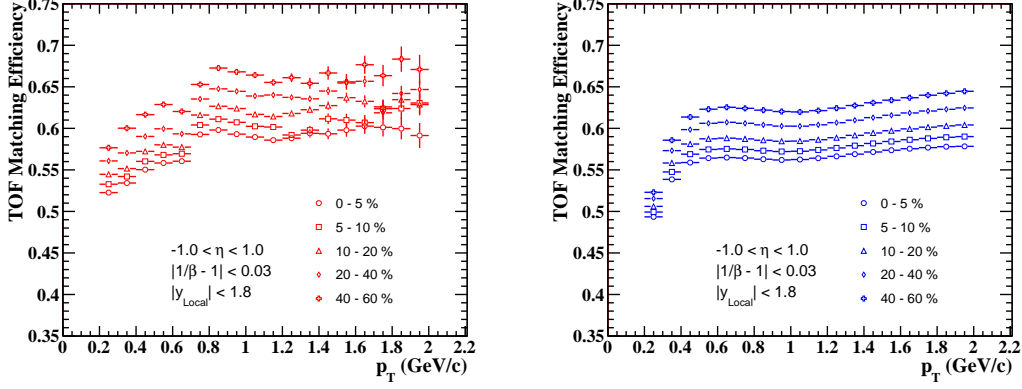 TOF Matching Efficiency
0.75
0.7
0.65
0.6
0.55
0.5
0.45
0.4
0.35
0 0.2 0.4 0.6 0.8 1 1.2 1.4 1.6 1.8 2 2.2
p_T (GeV/c)
-1.0 < η < 1.0
|1/β - 1| < 0.03
|y_Local| < 1.8
0 - 5 %
5 - 10 %
10 - 20 %
20 - 40 %
40 - 60 %
TOF Matching Efficiency
0.75
0.7
0.65
0.6
0.55
0.5
0.45
0.4
0.35
0 0.2 0.4 0.6 0.8 1 1.2 1.4 1.6 1.8 2 2.2
p_T (GeV/c)
-1.0 < η < 1.0
|1/β - 1| < 0.03
|y_Local| < 1.8
0 - 5 %
5 - 10 %
10 - 20 %
20 - 40 %
40 - 60 %